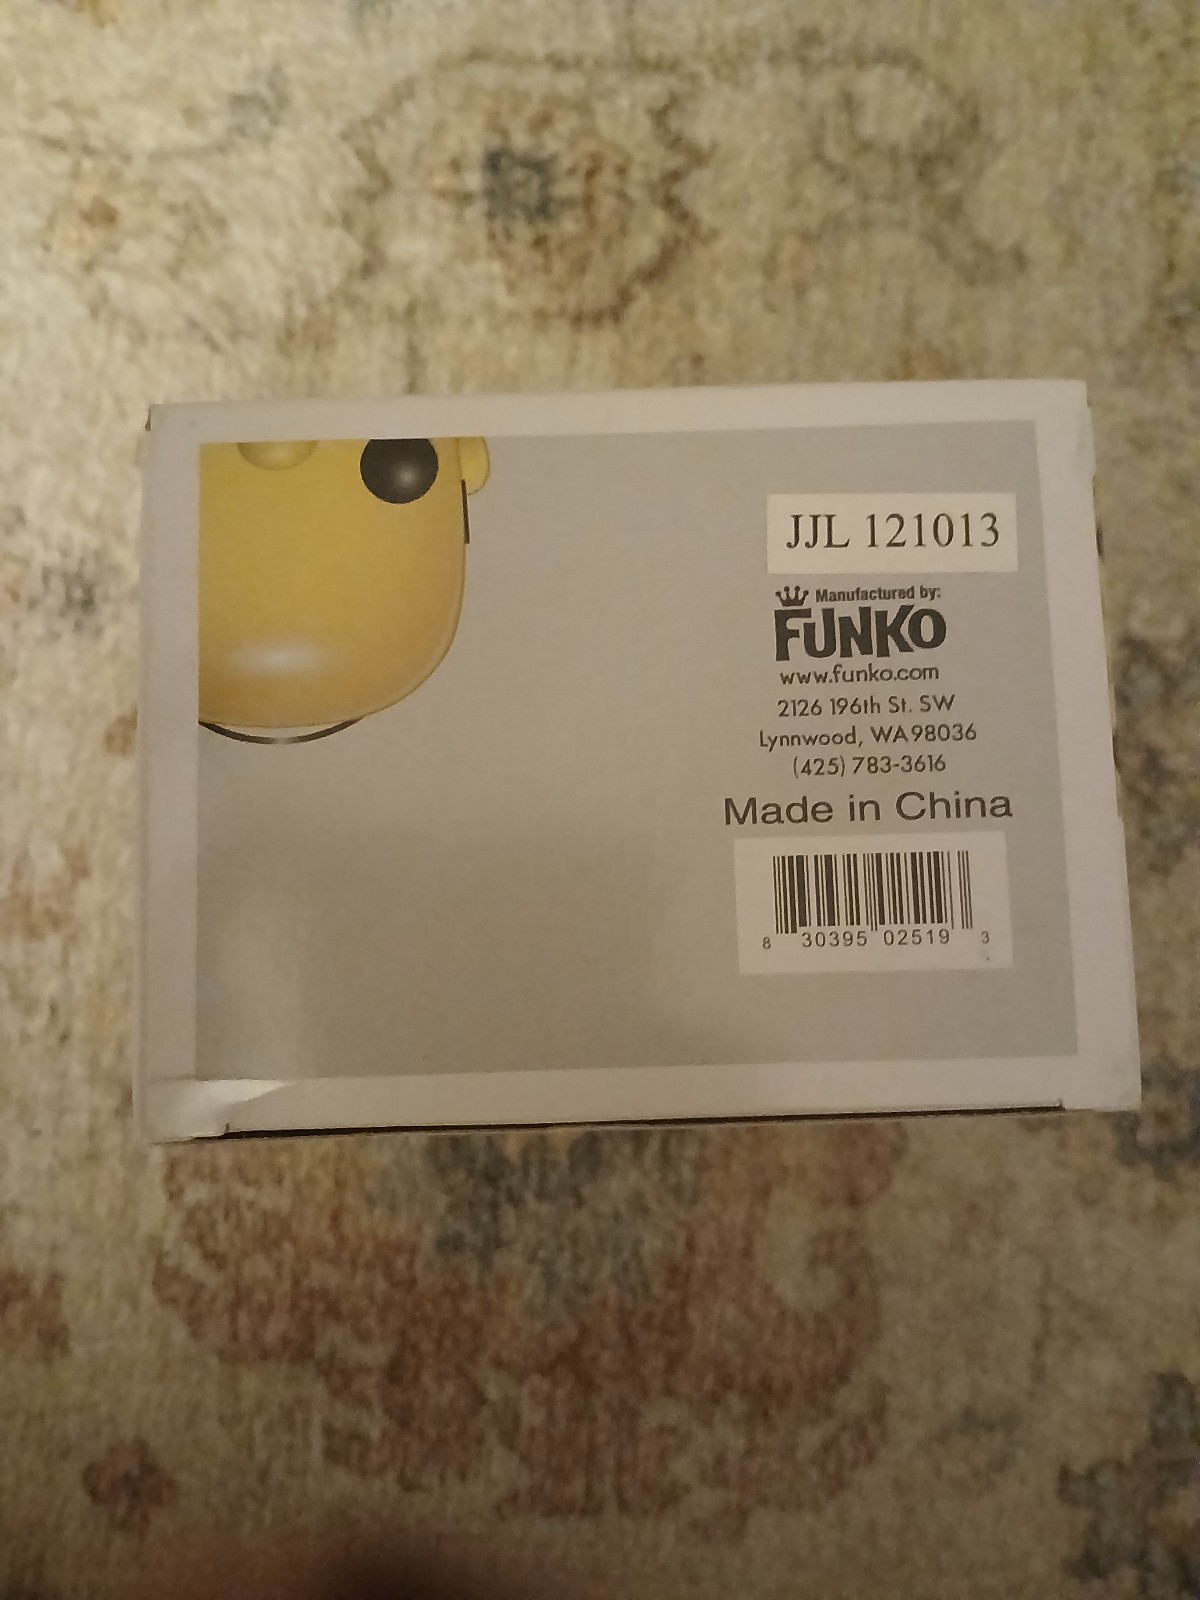 JJL 121013
Manufactured by:
FUNKO
www.funko.com
2126 196th St. SW
Lynnwood, WA98036
(425) 783-3616
Made in China
8 30395 02519 3